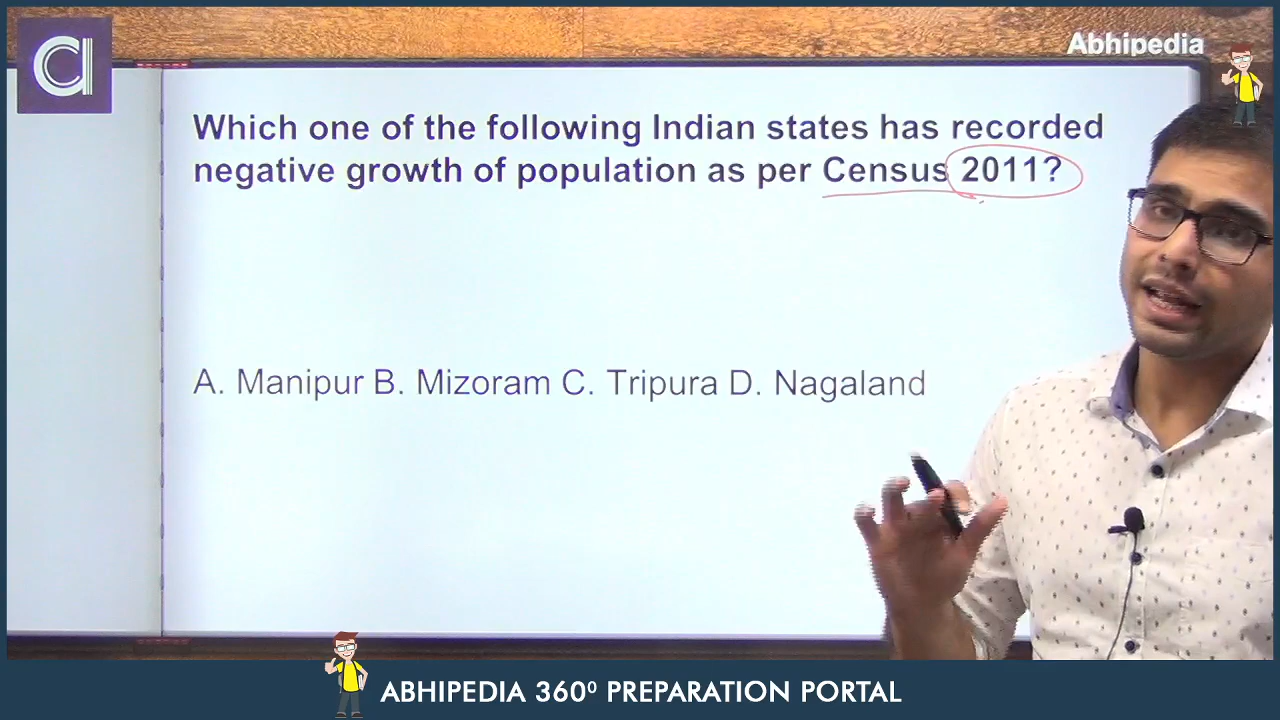 Abhipedia
Which one of the following Indian states has recorded
negative growth of population as per Census 2011?
A. Manipur B. Mizoram C. Tripura D. Nagaland
ABHIPEDIA 360⁰ PREPARATION PORTAL